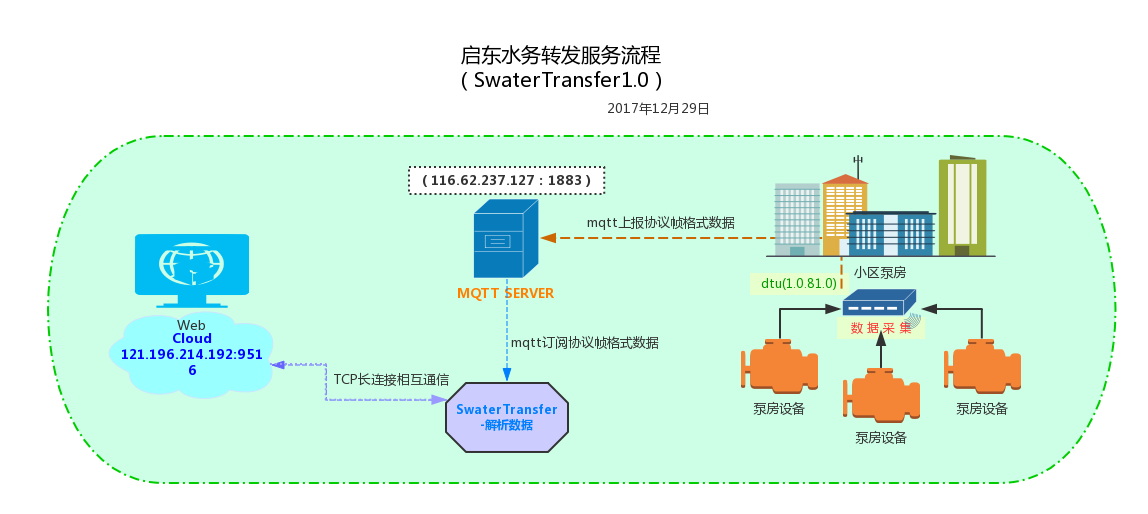 启东水务转发服务流程
( SwaterTransfer1.0 )
2017年12月29日
( 116.62.237.127 : 1883 )
mqtt上报协议帧格式数据
小区泵房
dtu(1.0.81.0)
MQTT SERVER
Web
Cloud
121.196.214.192:951
6
数据采集
mqtt订阅协议帧格式数据
TCP长连接相互通信
SwaterTransfer
-解析数据
泵房设备
泵房设备
泵房设备